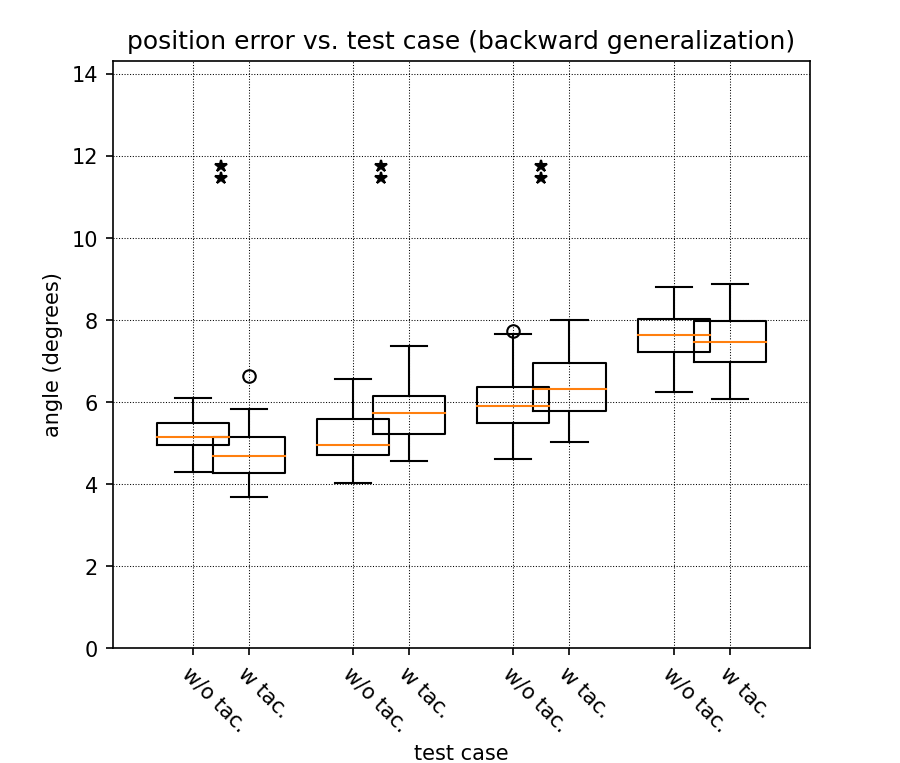 position error vs. test case (backward generalization)
14
12
10
8
6
4
2
0
angle (degrees)
w/o tac.
w tac.
w/o tac.
w tac.
w/o tac.
w tac.
w/o tac.
w tac.
test case